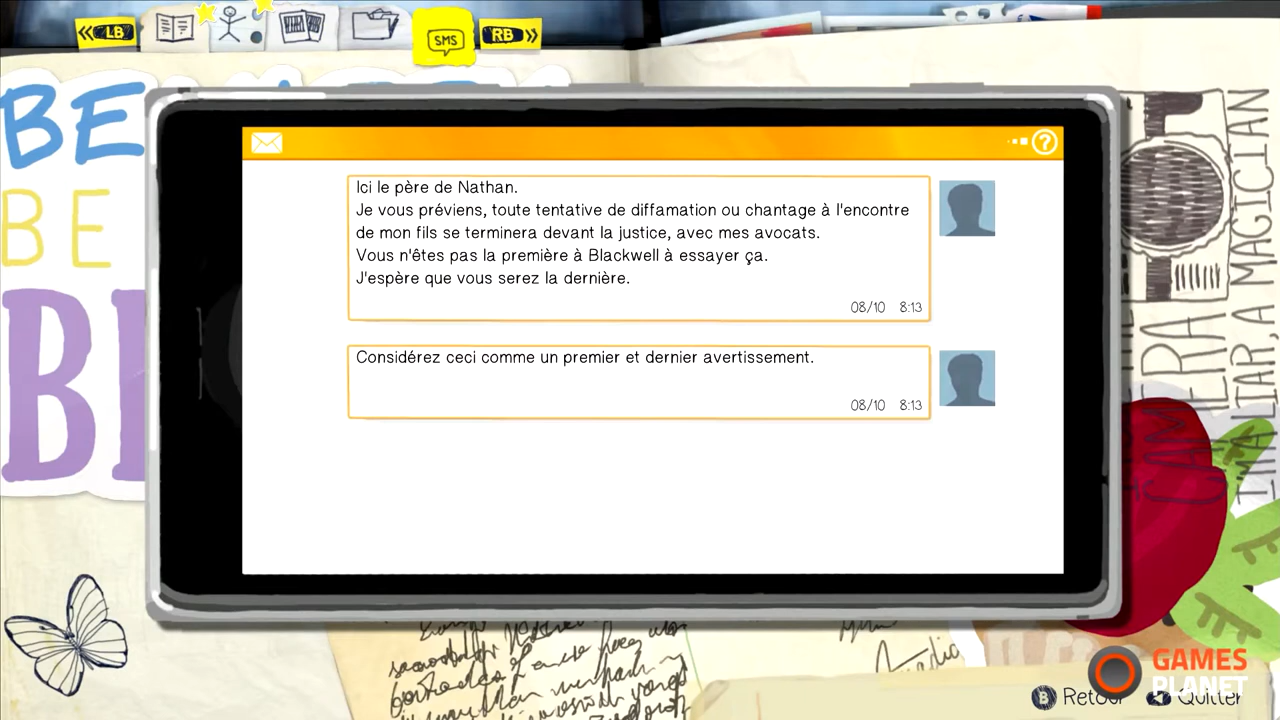 LB
SMS
RB
BE
BE
Ici le père de Nathan.
Je vous préviens, toute tentative de diffamation ou chantage à l'encontre
de mon fils se terminera devant la justice, avec mes avocats.
Vous n'êtes pas la première à Blackwell à essayer ça.
J'espère que vous serez la dernière.
08/10 8:13
Considérez ceci comme un premier et dernier avertissement.
08/10 8:13
CAMERA
LIAR, A MAGICIAN
B Retour
Quitter
GAMES
PLANET